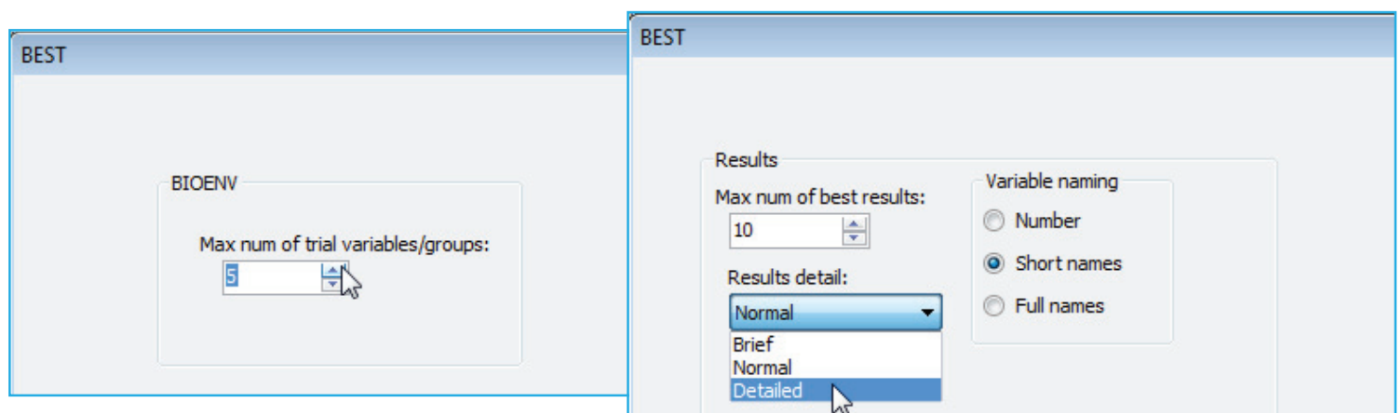 BEST
BIOENV
Max num of trial variables/groups:
5
BEST
Results
Max num of best results:
10
Results detail:
Normal
Brief
Normal
Detailed
Variable naming
Number
Short names
Full names